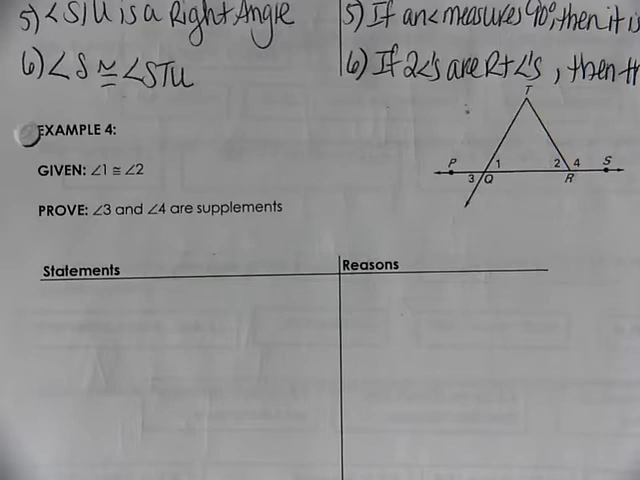 5) ∠STU is a Right Angle
5) If an < measures 90°, then it is
6) ∠S ≅ ∠STU
6) If 2∠'s are Rt ∠'s, then th
EXAMPLE 4:
GIVEN: ∠1 ≅ ∠2
PROVE: ∠3 and ∠4 are supplements
T
P
1
2
4
S
3
Q
R
Statements
Reasons